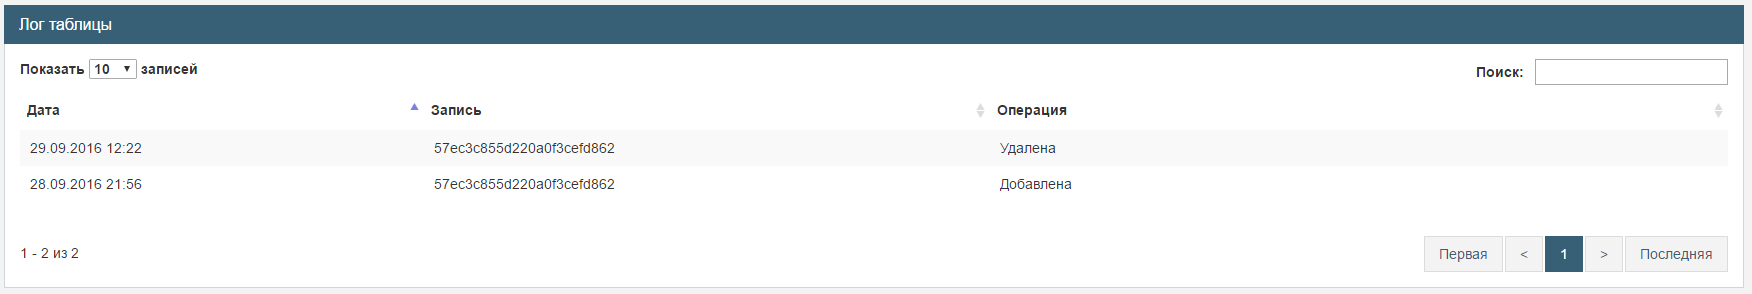 Лог таблицы
Показать 10 записей
Поиск:
Дата Запись Операция
29.09.2016 12:22 57ec3c855d220a0f3cefd862 Удалена
28.09.2016 21:56 57ec3c855d220a0f3cefd862 Добавлена
1 - 2 из 2
Первая < 1 > Последняя